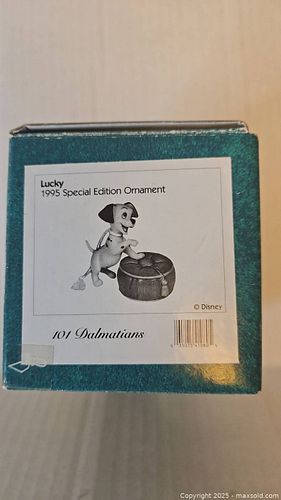 Lucky
1995 Special Edition Ornament
© Disney
101 Dalmatians
Copyright © 2025 - maxsold.com